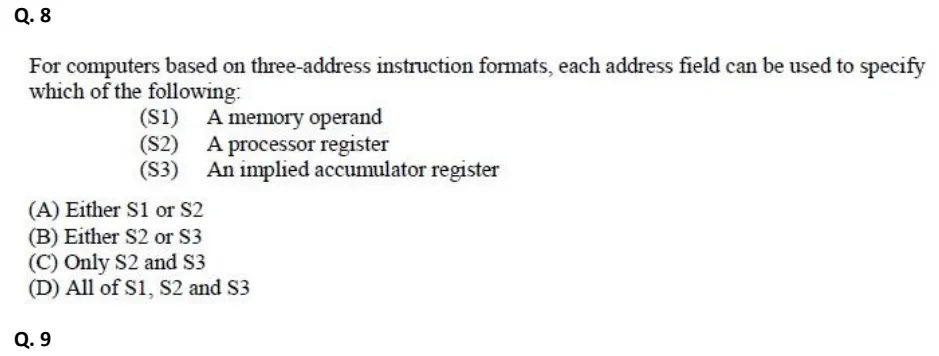 Q. 8
For computers based on three-address instruction formats, each address field can be used to specify
which of the following:
(S1) A memory operand
(S2) A processor register
(S3) An implied accumulator register
(A) Either S1 or S2
(B) Either S2 or S3
(C) Only S2 and S3
(D) All of S1, S2 and S3
Q. 9